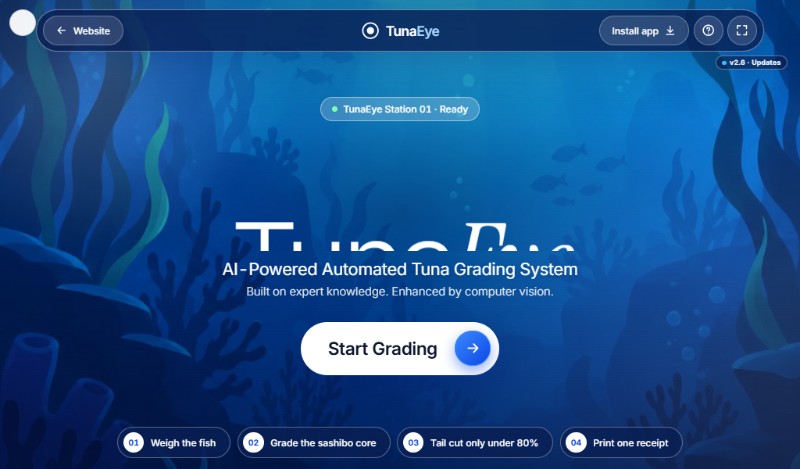 Website
TunaEye
Install app
v2.6 · Updates
TunaEye Station 01 · Ready
TunaEye
AI-Powered Automated Tuna Grading System
Built on expert knowledge. Enhanced by computer vision.
Start Grading
01 Weigh the fish
02 Grade the sashibo core
03 Tail cut only under 80%
04 Print one receipt